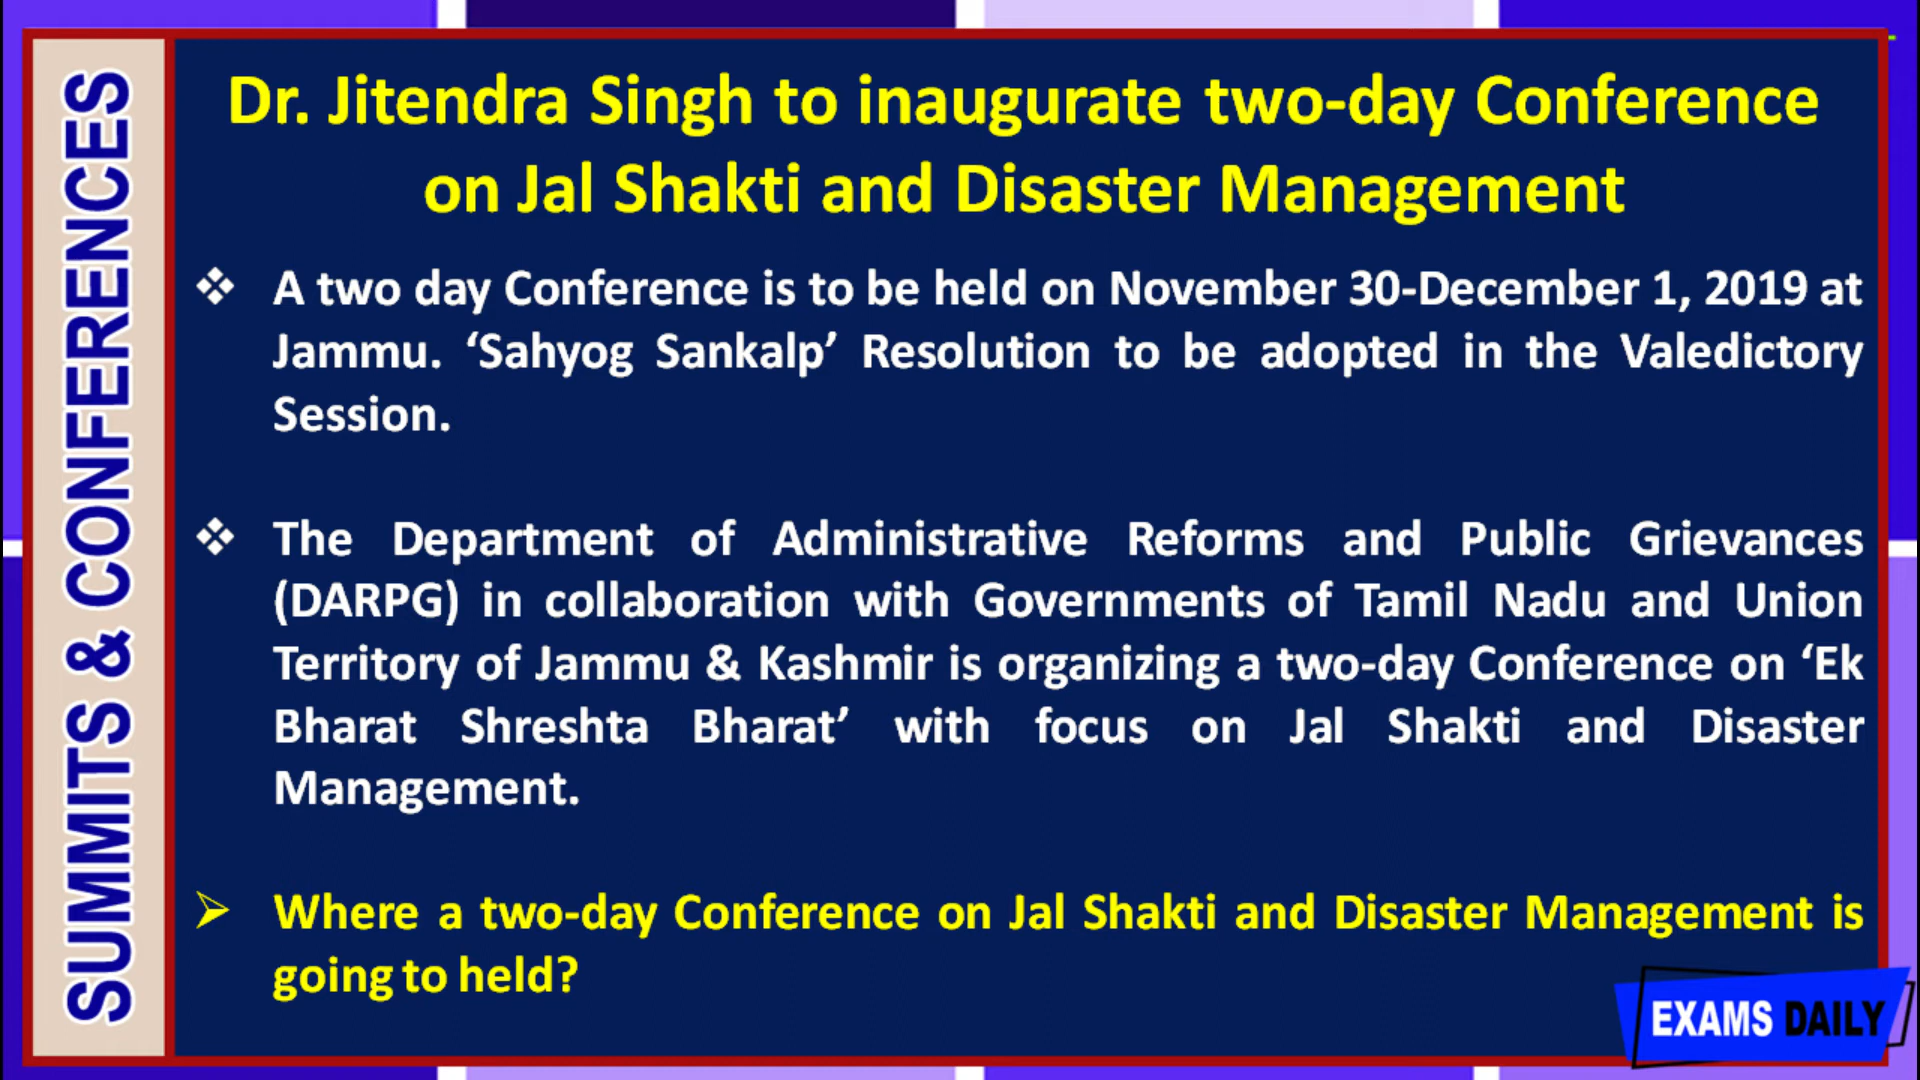 SUMMITS & CONFERENCES
Dr. Jitendra Singh to inaugurate two-day Conference
on Jal Shakti and Disaster Management
❖ A two day Conference is to be held on November 30-December 1, 2019 at
Jammu. ‘Sahyog Sankalp’ Resolution to be adopted in the Valedictory
Session.
❖ The Department of Administrative Reforms and Public Grievances
(DARPG) in collaboration with Governments of Tamil Nadu and Union
Territory of Jammu & Kashmir is organizing a two-day Conference on ‘Ek
Bharat Shreshta Bharat’ with focus on Jal Shakti and Disaster
Management.
➢ Where a two-day Conference on Jal Shakti and Disaster Management is
going to held?
EXAMS DAILY